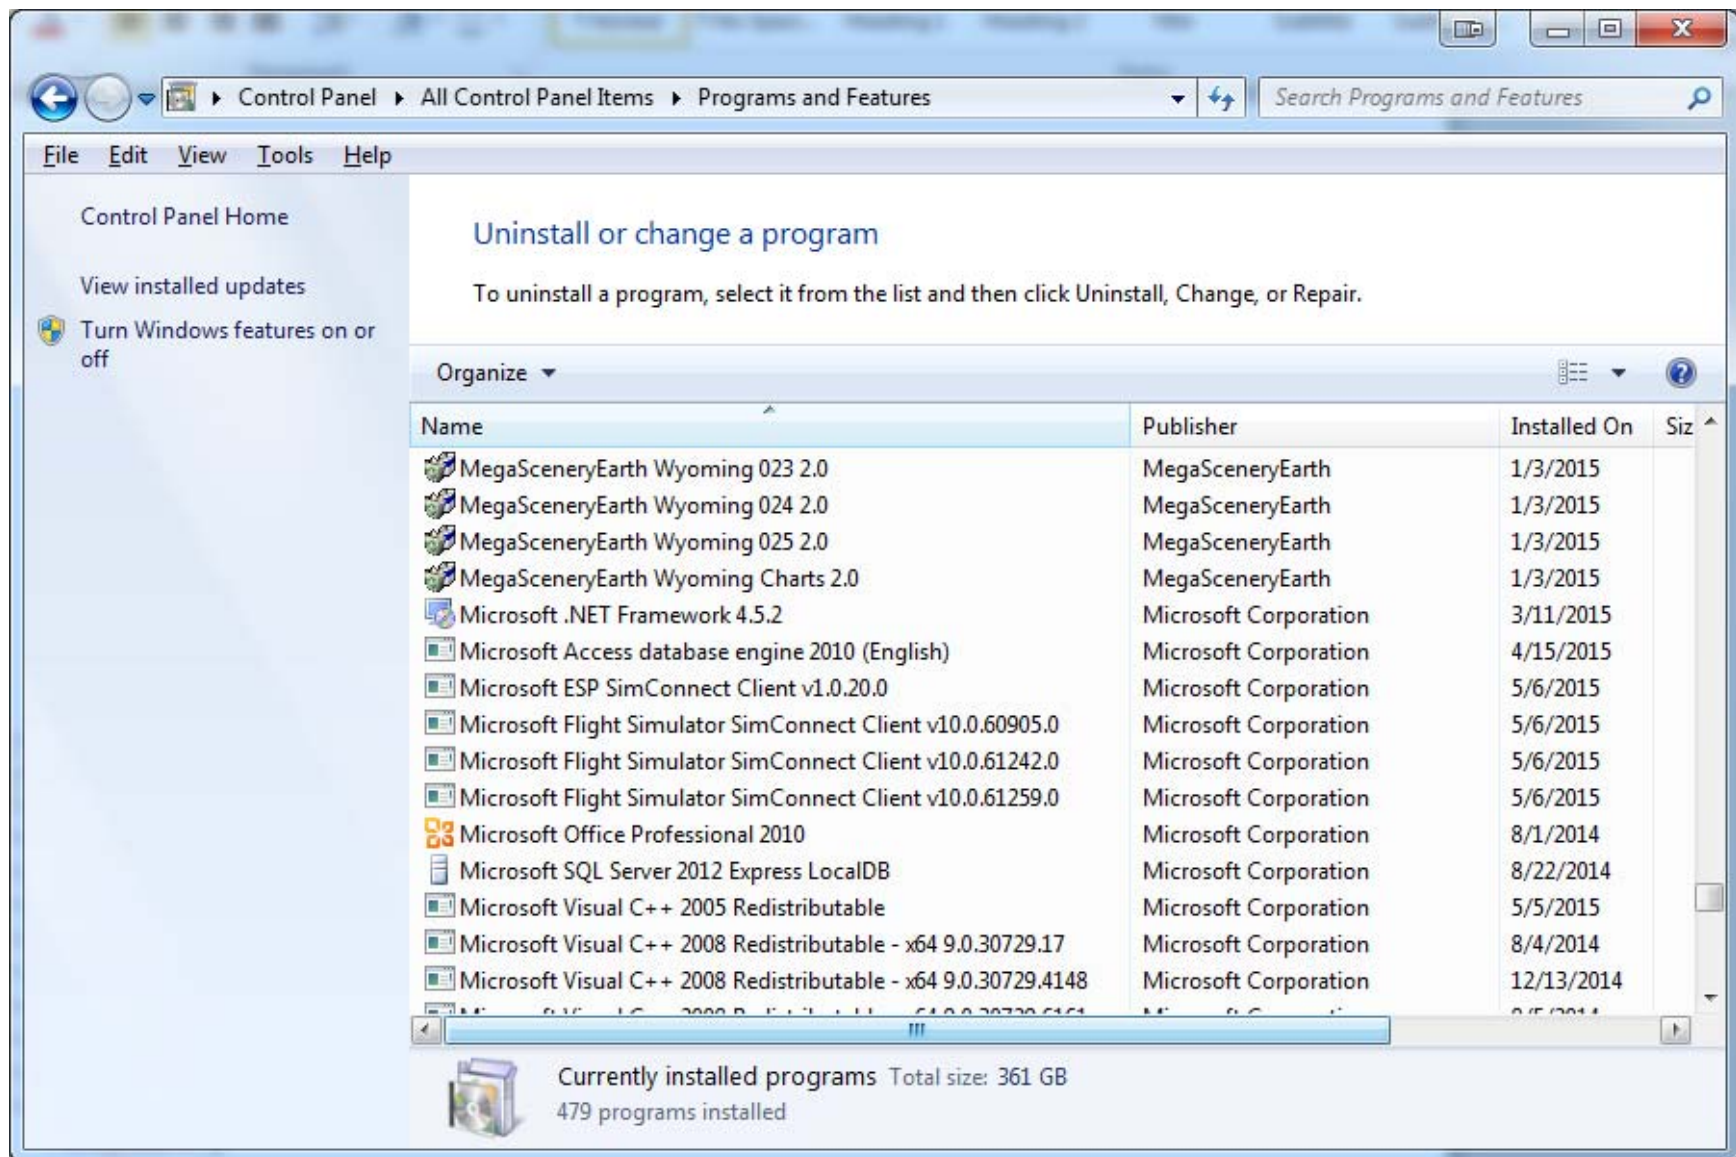 Control Panel ▸ All Control Panel Items ▸ Programs and Features Search Programs and Features
File Edit View Tools Help
Control Panel Home
View installed updates
Turn Windows features on or
off
Uninstall or change a program
To uninstall a program, select it from the list and then click Uninstall, Change, or Repair.
Organize
Name Publisher Installed On Siz
MegaSceneryEarth Wyoming 023 2.0 MegaSceneryEarth 1/3/2015
MegaSceneryEarth Wyoming 024 2.0 MegaSceneryEarth 1/3/2015
MegaSceneryEarth Wyoming 025 2.0 MegaSceneryEarth 1/3/2015
MegaSceneryEarth Wyoming Charts 2.0 MegaSceneryEarth 1/3/2015
Microsoft .NET Framework 4.5.2 Microsoft Corporation 3/11/2015
Microsoft Access database engine 2010 (English) Microsoft Corporation 4/15/2015
Microsoft ESP SimConnect Client v1.0.20.0 Microsoft Corporation 5/6/2015
Microsoft Flight Simulator SimConnect Client v10.0.60905.0 Microsoft Corporation 5/6/2015
Microsoft Flight Simulator SimConnect Client v10.0.61242.0 Microsoft Corporation 5/6/2015
Microsoft Flight Simulator SimConnect Client v10.0.61259.0 Microsoft Corporation 5/6/2015
Microsoft Office Professional 2010 Microsoft Corporation 8/1/2014
Microsoft SQL Server 2012 Express LocalDB Microsoft Corporation 8/22/2014
Microsoft Visual C++ 2005 Redistributable Microsoft Corporation 5/5/2015
Microsoft Visual C++ 2008 Redistributable - x64 9.0.30729.17 Microsoft Corporation 8/4/2014
Microsoft Visual C++ 2008 Redistributable - x64 9.0.30729.4148 Microsoft Corporation 12/13/2014
Currently installed programs Total size: 361 GB
479 programs installed